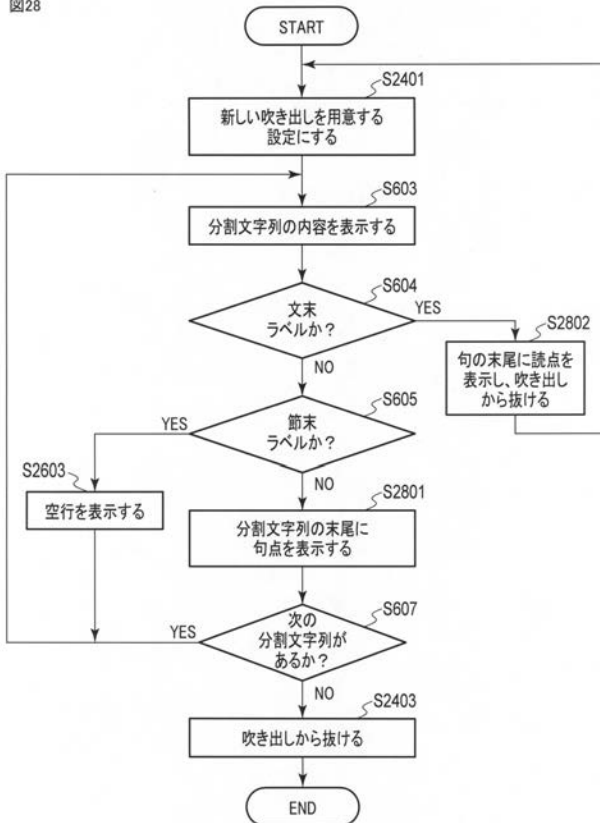 図28
START
S2401
新しい吹き出しを用意する
設定にする
S603
分割文字列の内容を表示する
S604
文末
ラベルか？
YES
S2802
句の末尾に読点を
表示し、吹き出し
から抜ける
NO
S605
節末
ラベルか？
YES
S2603
空行を表示する
NO
S2801
分割文字列の末尾に
句点を表示する
S607
次の
分割文字列が
あるか？
YES
NO
S2403
吹き出しから抜ける
END